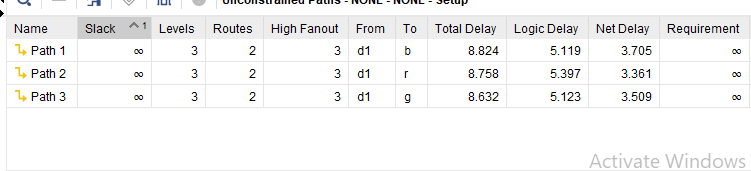 Unconstrained Paths - NONE - NONE - Setup
Name Slack ^1 Levels Routes High Fanout From To Total Delay Logic Delay Net Delay Requirement
Path 1 ∞ 3 2 3 d1 b 8.824 5.119 3.705 ∞
Path 2 ∞ 3 2 3 d1 r 8.758 5.397 3.361 ∞
Path 3 ∞ 3 2 3 d1 g 8.632 5.123 3.509 ∞
Activate Windows